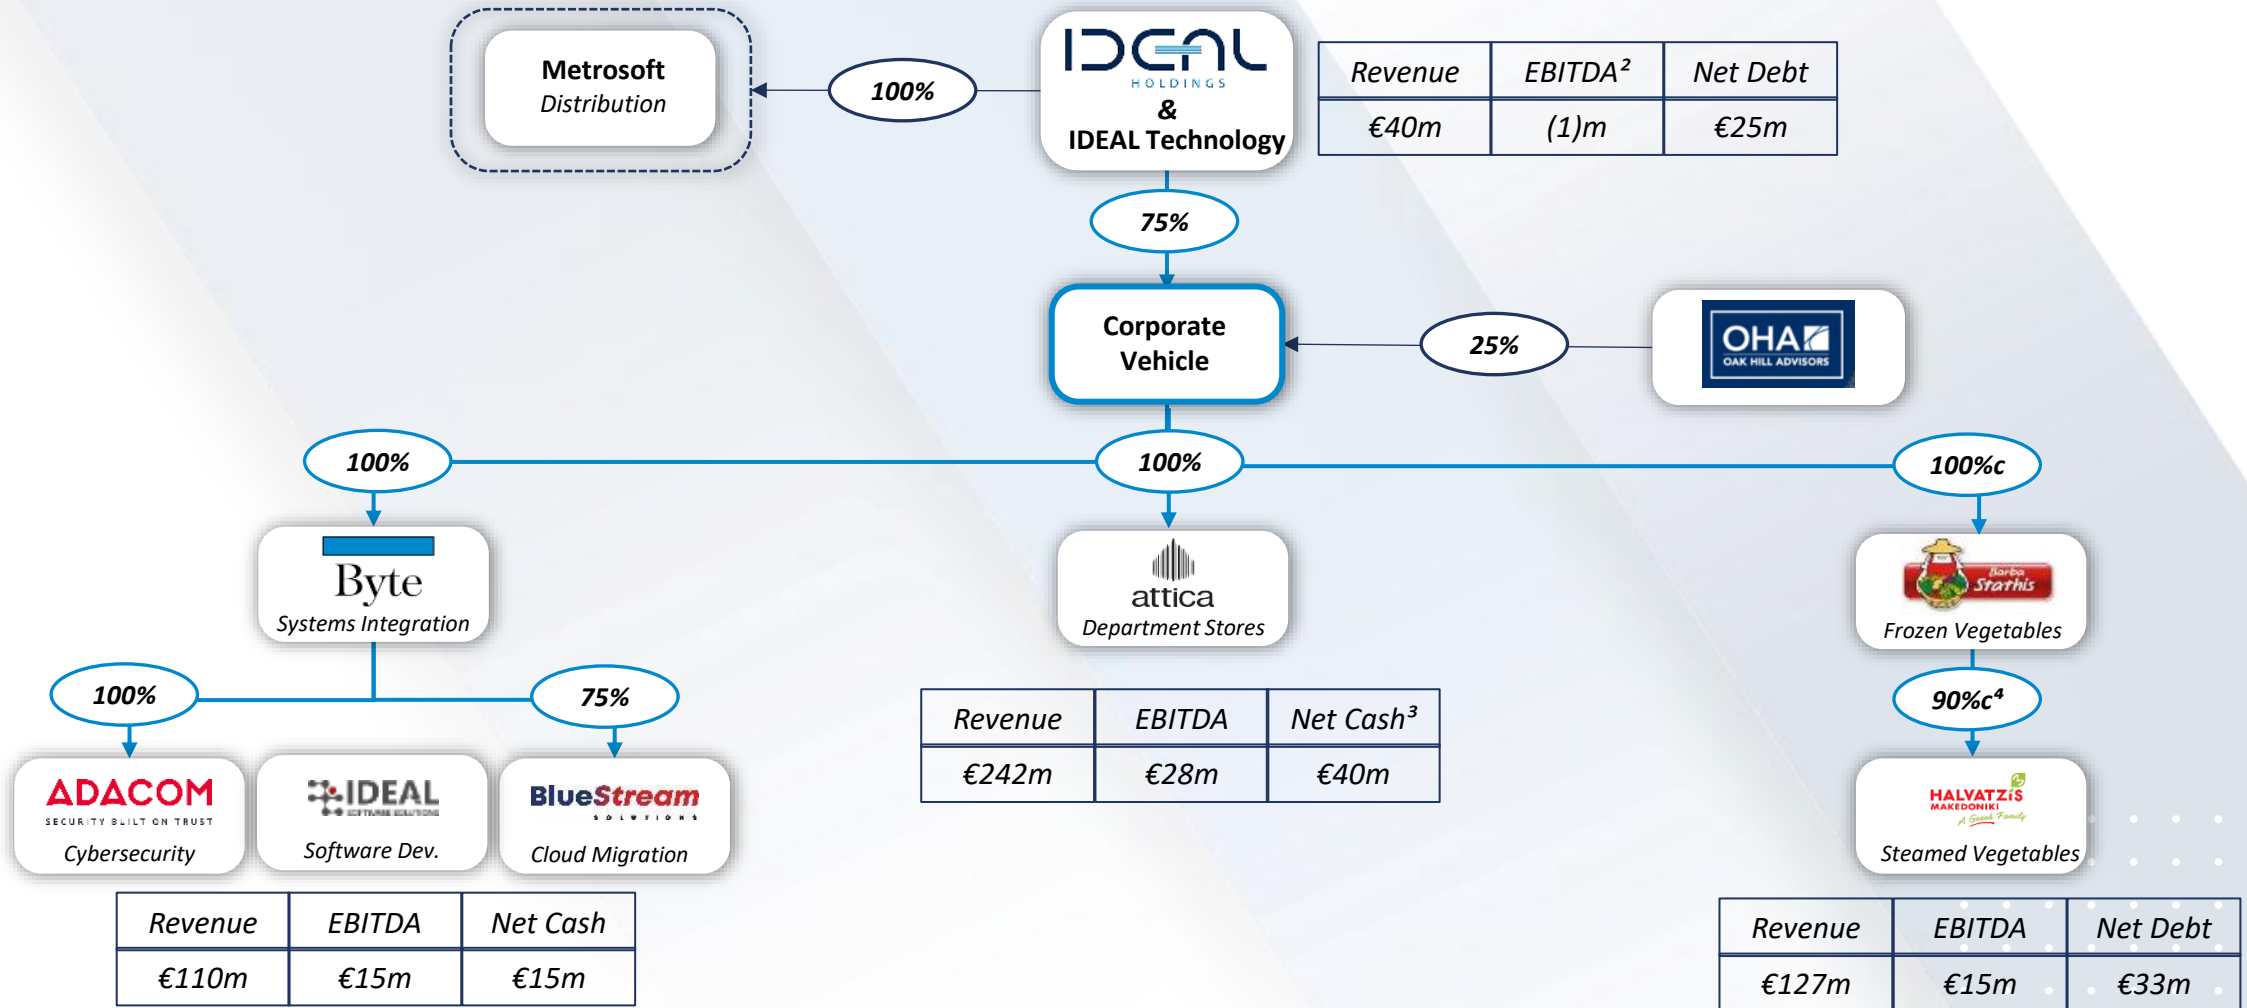 Metrosoft
Distribution
100%
IDEAL
HOLDINGS
&
IDEAL Technology
Revenue EBITDA² Net Debt
€40m (1)m €25m
75%
Corporate
Vehicle
25%
OHA
OAK HILL ADVISORS
100%
100%
100%c
Byte
Systems Integration
attica
Department Stores
Barba
Stathis
Frozen Vegetables
100%
75%
90%c⁴
ADACOM
SECURITY BUILT ON TRUST
Cybersecurity
IDEAL
SOFTWARE SOLUTIONS
Software Dev.
BlueStream
SOLUTIONS
Cloud Migration
Revenue EBITDA Net Cash³
€242m €28m €40m
HALVATZIS
MAKEDONIKI
A Greek Family
Steamed Vegetables
Revenue EBITDA Net Cash
€110m €15m €15m
Revenue EBITDA Net Debt
€127m €15m €33m